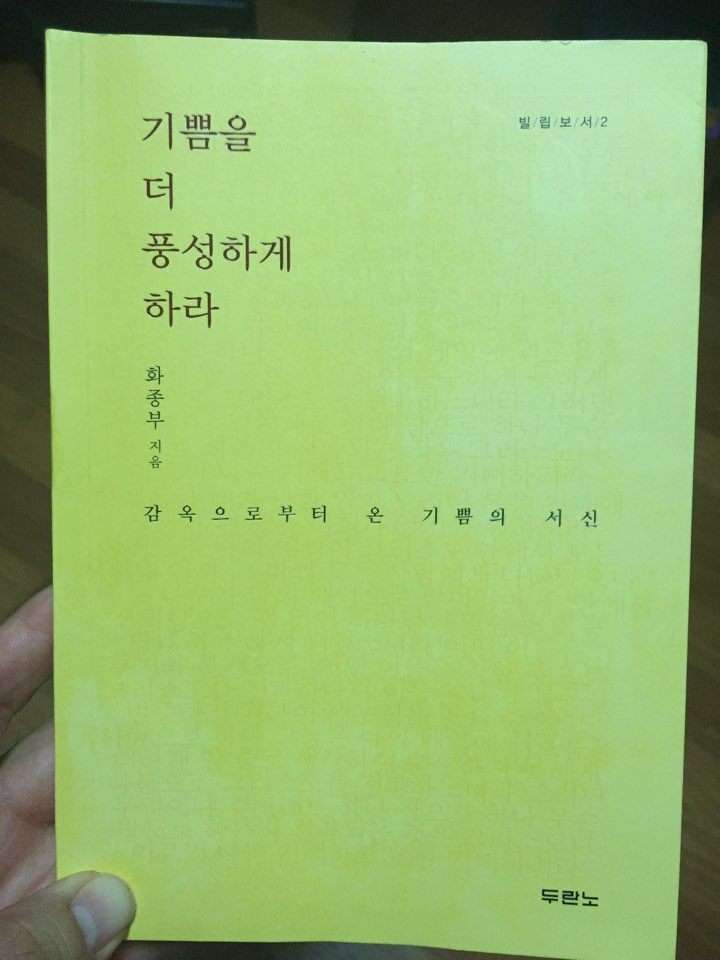 기쁨을
더
풍성하게
하라
빌/립/보/서/2
화종부 지음
감옥으로부터 온 기쁨의 서신
두란노